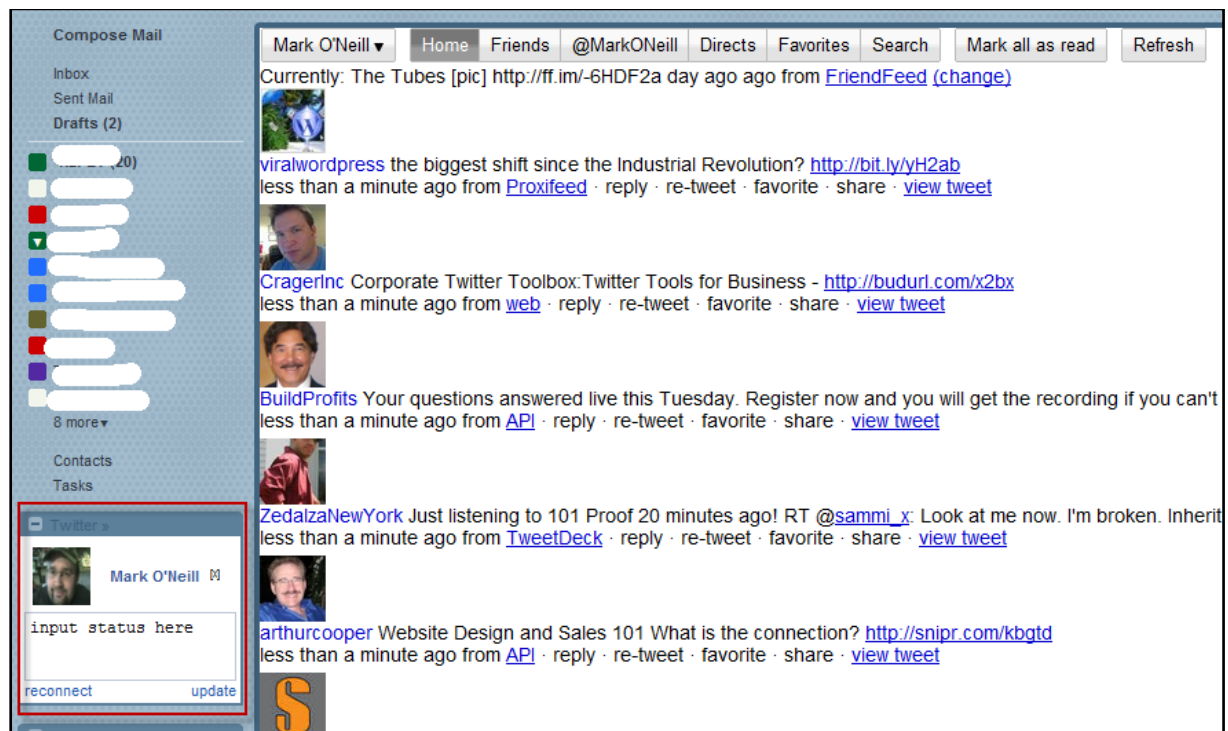 Compose Mail
Inbox
Sent Mail
Drafts (2)
20)
8 more
Contacts
Tasks
Twitter »
Mark O'Neill
input status here
reconnect update
Mark O'Neill Home Friends @MarkONeill Directs Favorites Search Mark all as read Refresh
Currently: The Tubes [pic] http://ff.im/-6HDF2a day ago ago from FriendFeed (change)
viralwordpress the biggest shift since the Industrial Revolution? http://bit.ly/yH2ab
less than a minute ago from Proxifeed · reply · re-tweet · favorite · share · view tweet
CragerInc Corporate Twitter Toolbox:Twitter Tools for Business - http://budurl.com/x2bx
less than a minute ago from web · reply · re-tweet · favorite · share · view tweet
BuildProfits Your questions answered live this Tuesday. Register now and you will get the recording if you can't
less than a minute ago from API · reply · re-tweet · favorite · share · view tweet
ZedalzaNewYork Just listening to 101 Proof 20 minutes ago! RT @sammi_x: Look at me now. I'm broken. Inherit
less than a minute ago from TweetDeck · reply · re-tweet · favorite · share · view tweet
arthurcooper Website Design and Sales 101 What is the connection? http://snipr.com/kbgtd
less than a minute ago from API · reply · re-tweet · favorite · share · view tweet